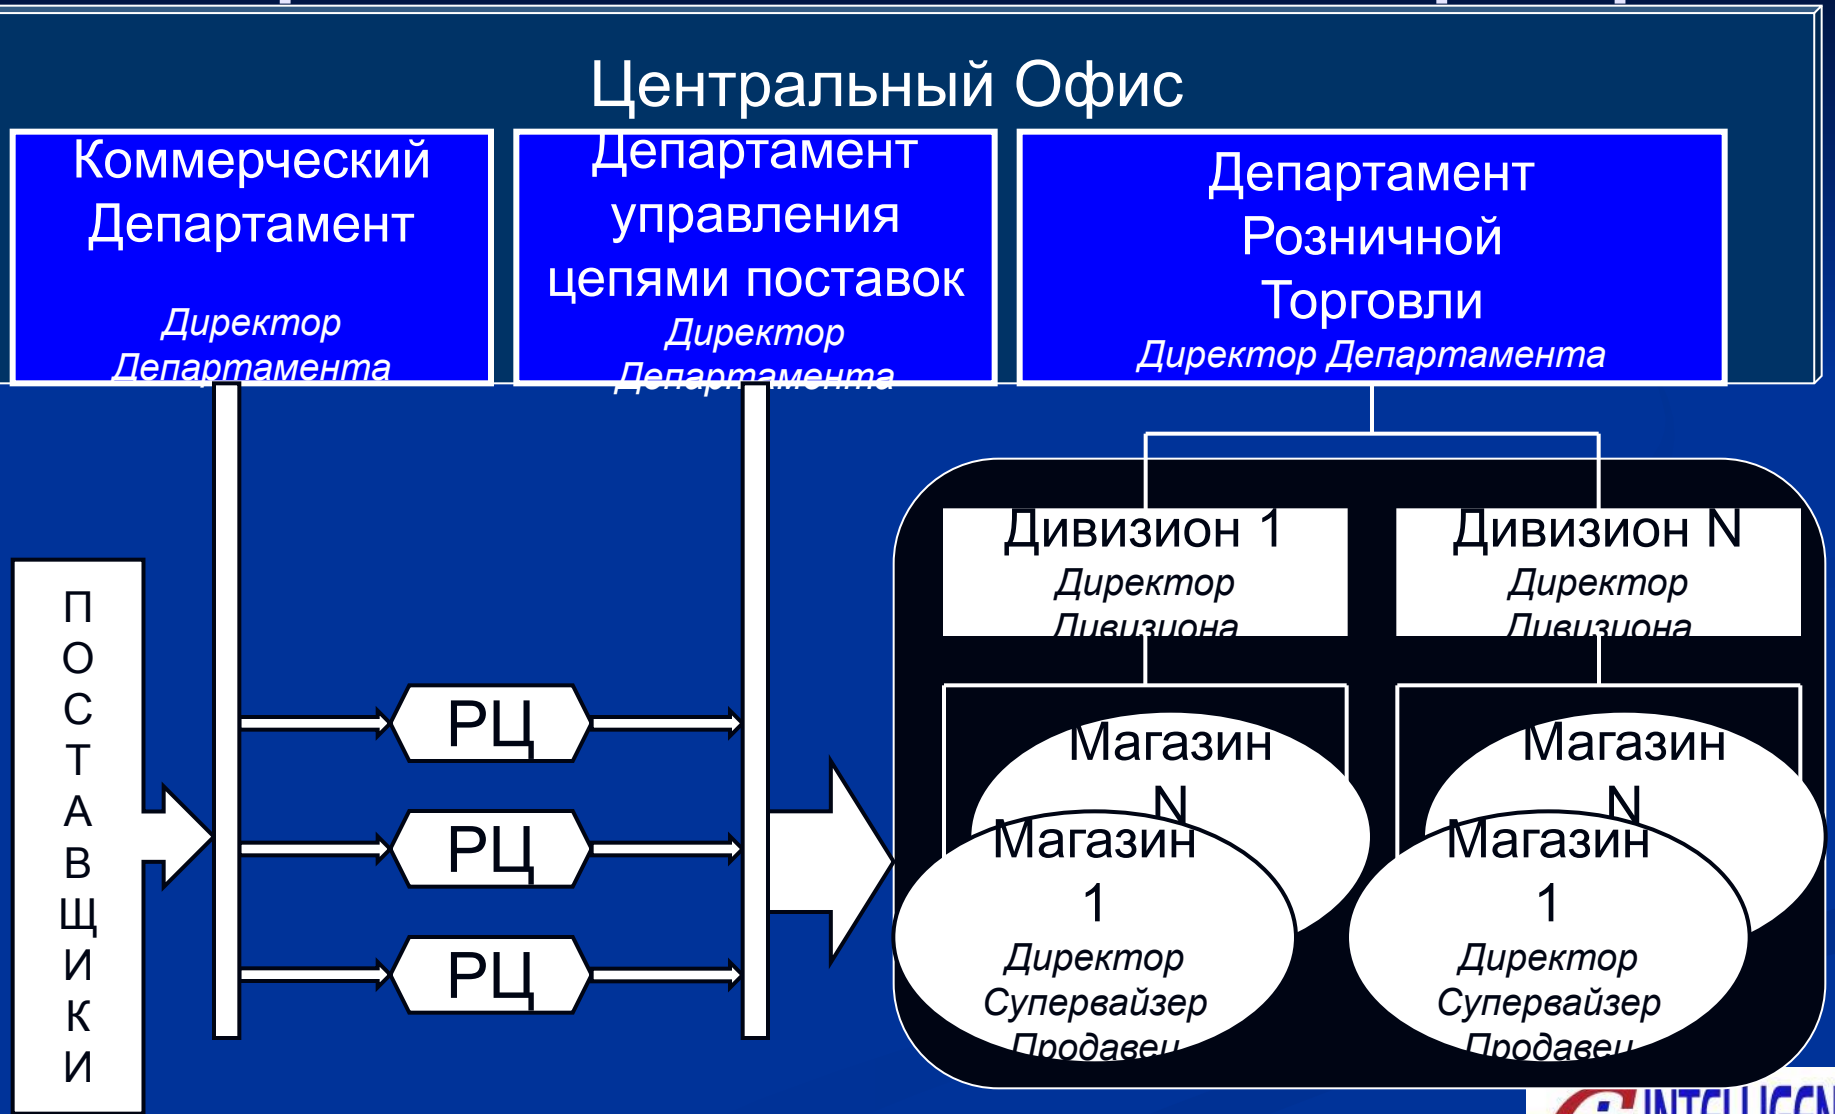 Центральный Офис
Коммерческий
Департамент
Директор
Департамента
Департамент
управления
цепями поставок
Директор
Департамента
Департамент
Розничной
Торговли
Директор Департамента
Дивизион 1
Директор
Дивизиона
Дивизион N
Директор
Дивизиона
П
О
С
Т
А
В
Щ
И
К
И
РЦ
РЦ
РЦ
Магазин
N
Магазин
1
Директор
Супервайзер
Продавец
Магазин
N
Магазин
1
Директор
Супервайзер
Продавец